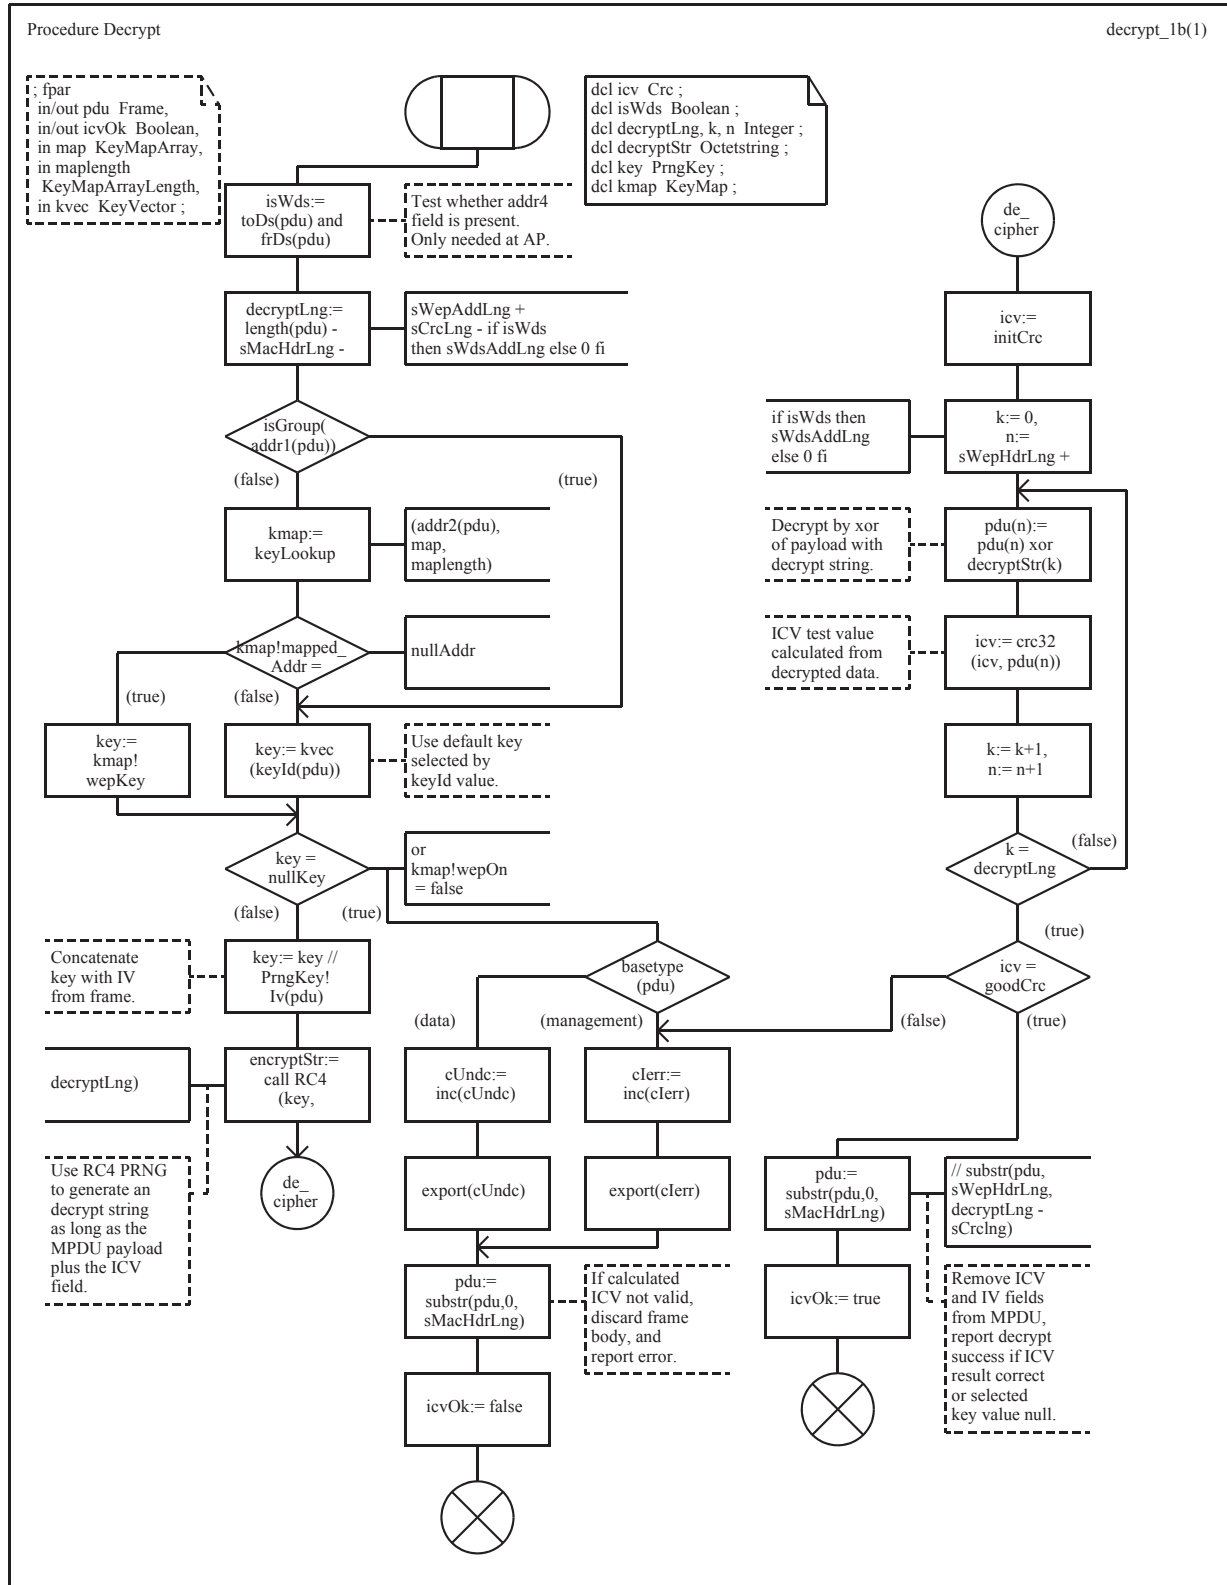 Procedure Decrypt
decrypt_1b(1)
; fpar
in/out pdu Frame,
in/out icvOk Boolean,
in map KeyMapArray,
in maplength
KeyMapArrayLength,
in kvec KeyVector ;
dcl icv Crc ;
dcl isWds Boolean ;
dcl decryptLng, k, n Integer ;
dcl decryptStr Octetstring ;
dcl key PrngKey ;
dcl kmap KeyMap ;
isWds:=
toDs(pdu) and
frDs(pdu)
Test whether addr4
field is present.
Only needed at AP.
decryptLng:=
length(pdu) -
sMacHdrLng -
sWepAddLng +
sCrcLng - if isWds
then sWdsAddLng else 0 fi
isGroup(
addr1(pdu))
(false)
(true)
kmap:=
keyLookup
(addr2(pdu),
map,
maplength)
kmap!mapped_
Addr =
nullAddr
(true)
(false)
key:=
kmap!
wepKey
key:= kvec
(keyId(pdu))
Use default key
selected by
keyId value.
key =
nullKey
or
kmap!wepOn
= false
(false)
(true)
Concatenate
key with IV
from frame.
key:= key //
PrngKey!
Iv(pdu)
basetype
(pdu)
(data)
(management)
decryptLng)
encryptStr:=
call RC4
(key,
Use RC4 PRNG
to generate an
decrypt string
as long as the
MPDU payload
plus the ICV
field.
de_
cipher
cUndc:=
inc(cUndc)
cIerr:=
inc(cIerr)
export(cUndc)
export(cIerr)
pdu:=
substr(pdu,0,
sMacHdrLng)
If calculated
ICV not valid,
discard frame
body, and
report error.
icvOk:= false
de_
cipher
icv:=
initCrc
if isWds then
sWdsAddLng
else 0 fi
k:= 0,
n:=
sWepHdrLng +
Decrypt by xor
of payload with
decrypt string.
pdu(n):=
pdu(n) xor
decryptStr(k)
ICV test value
calculated from
decrypted data.
icv:= crc32
(icv, pdu(n))
k:= k+1,
n:= n+1
k =
decryptLng
(false)
(true)
icv =
goodCrc
(false)
(true)
pdu:=
substr(pdu,0,
sMacHdrLng)
// substr(pdu,
sWepHdrLng,
decryptLng -
sCrclng)
icvOk:= true
Remove ICV
and IV fields
from MPDU,
report decrypt
success if ICV
result correct
or selected
key value null.